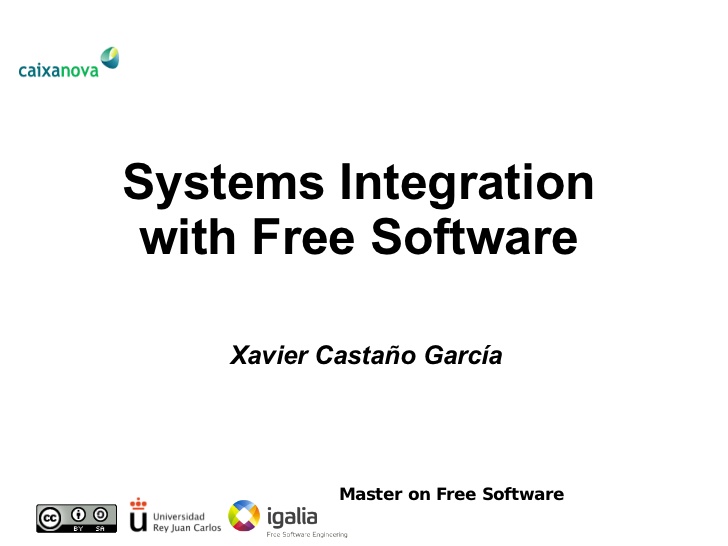 caixanova
Systems Integration
with Free Software
Xavier Castaño García
Master on Free Software
cc
BY SA
Universidad
Rey Juan Carlos
igalia
Free Software Engineering